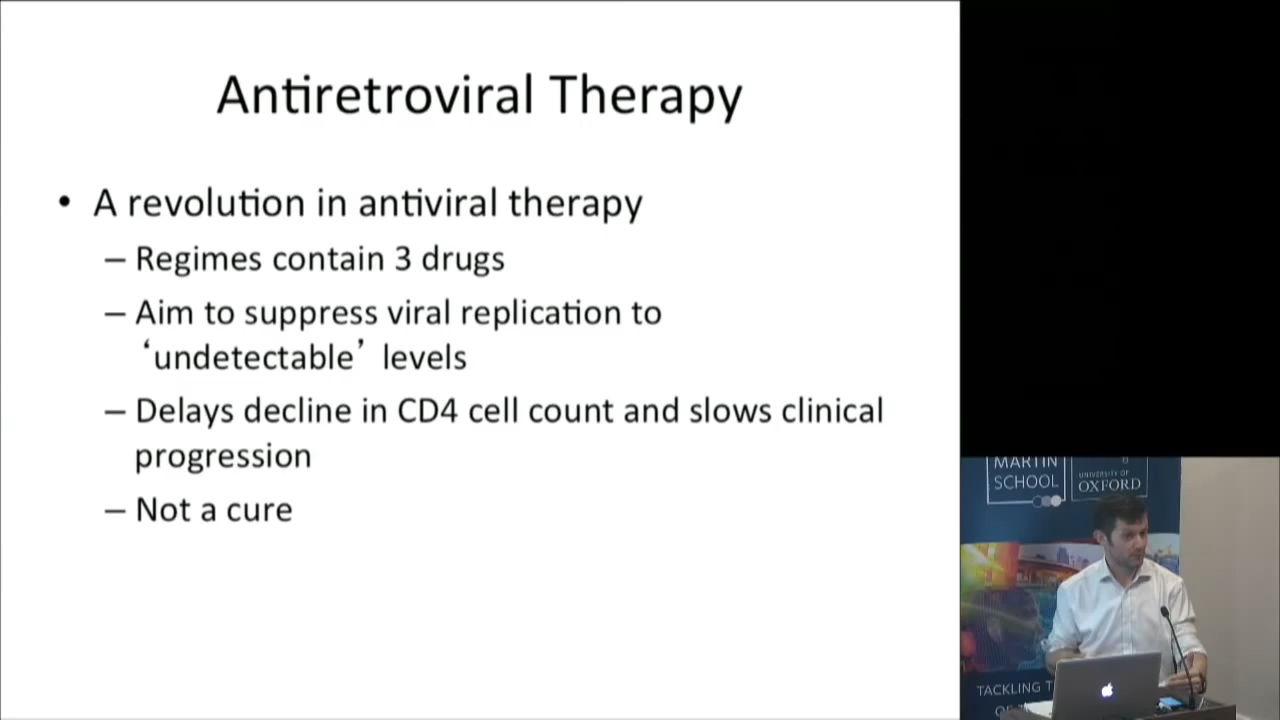 Antiretroviral Therapy
• A revolution in antiviral therapy
– Regimes contain 3 drugs
– Aim to suppress viral replication to
‘undetectable’ levels
– Delays decline in CD4 cell count and slows clinical
progression
– Not a cure
MARTIN
SCHOOL
UNIVERSITY OF
OXFORD
TACKLING